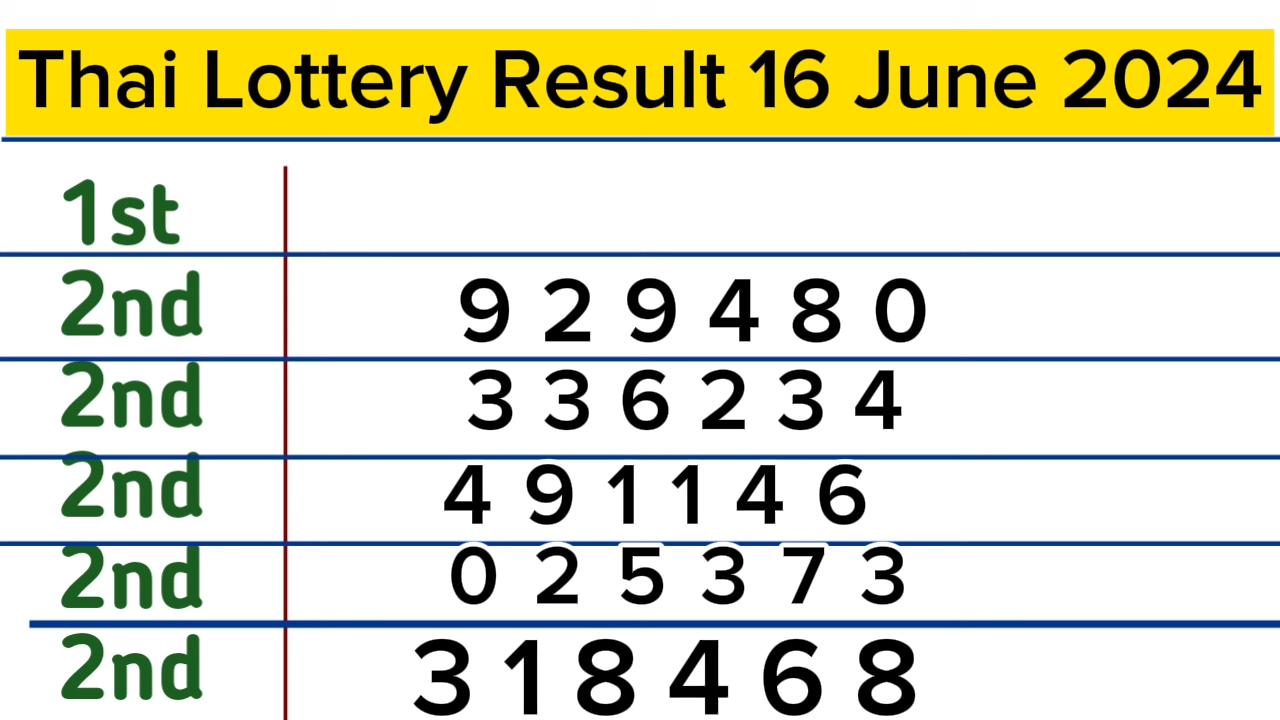 Thai Lottery Result 16 June 2024
1st
2nd 9 2 9 4 8 0
2nd 3 3 6 2 3 4
2nd 4 9 1 1 4 6
2nd 0 2 5 3 7 3
2nd 3 1 8 4 6 8